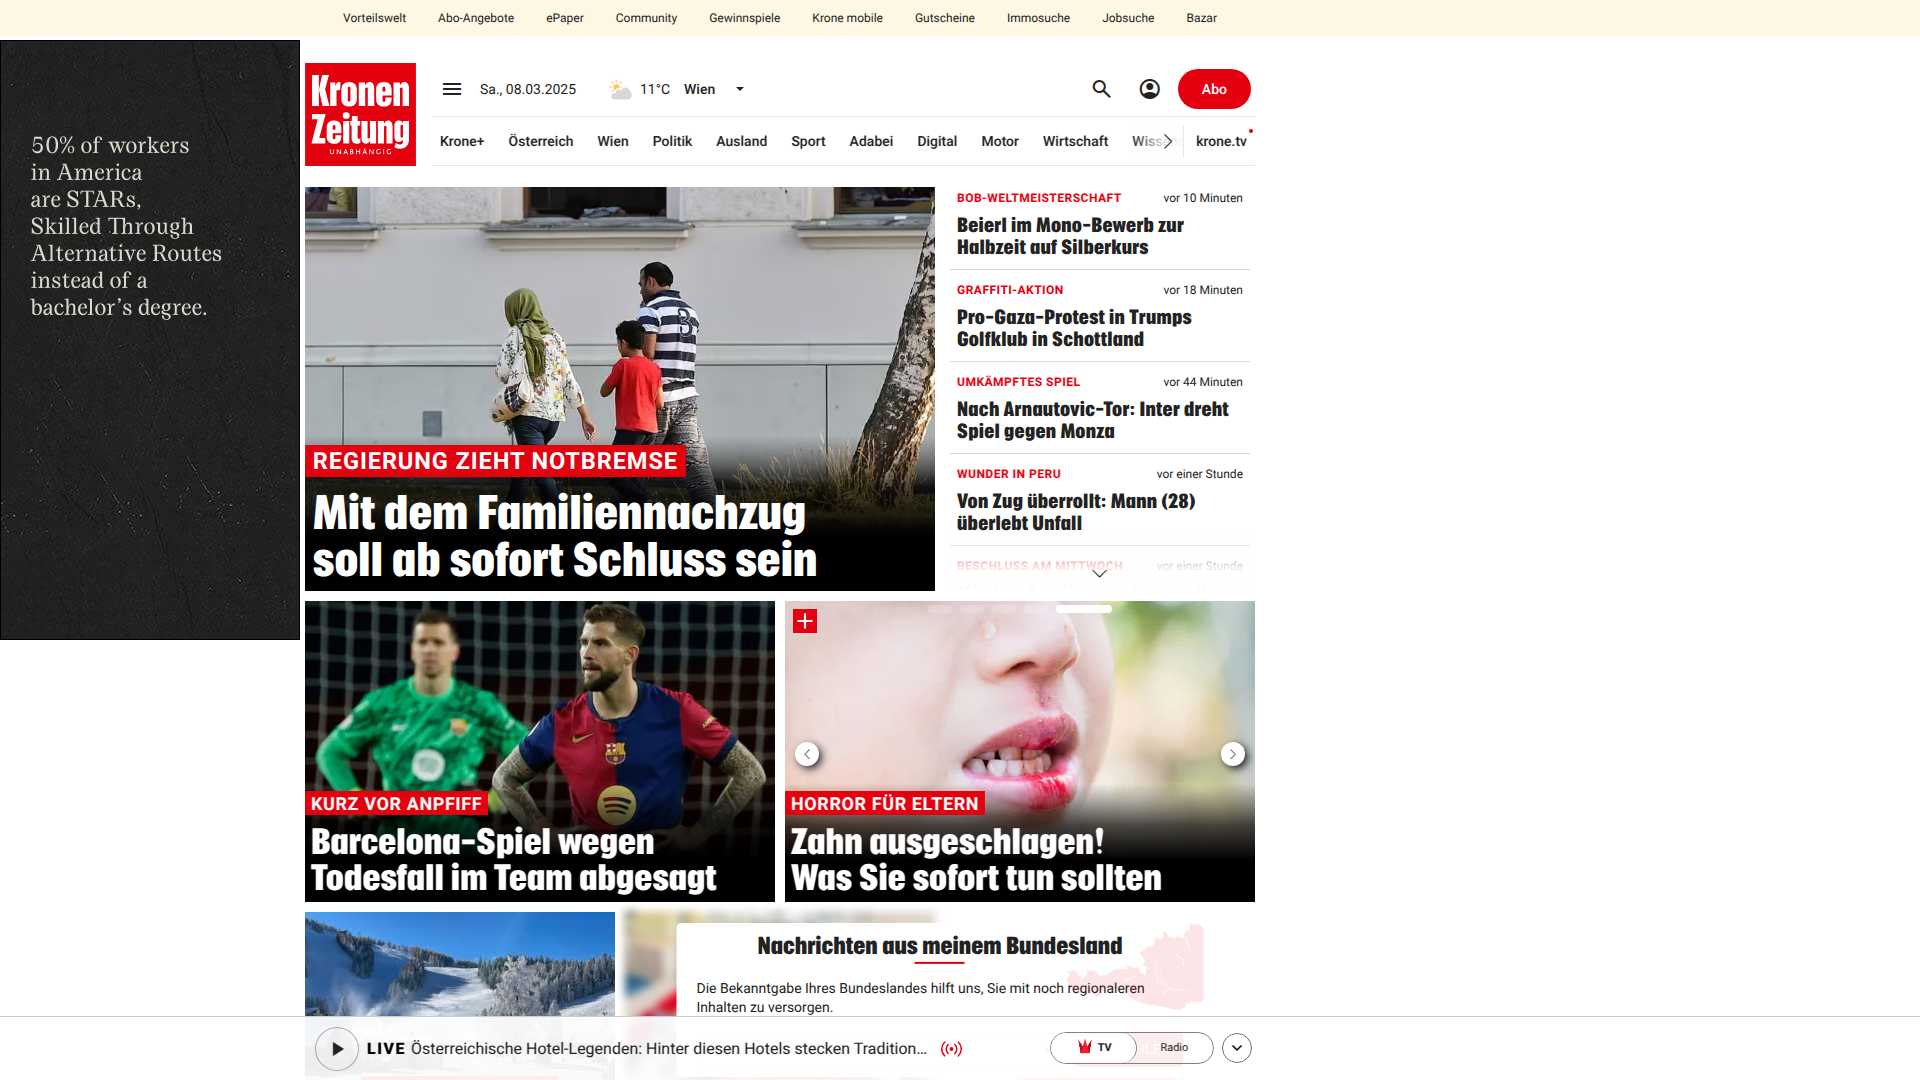 Vorteilswelt Abo-Angebote ePaper Community Gewinnspiele Krone mobile Gutscheine Immosuche Jobsuche Bazar
50% of workers
in America
are STARs,
Skilled Through
Alternative Routes
instead of a
bachelor's degree.
Kronen
Zeitung
UNABHÄNGIG
Sa., 08.03.2025 11°C Wien Abo
Krone+ Österreich Wien Politik Ausland Sport Adabei Digital Motor Wirtschaft krone.tv
REGIERUNG ZIEHT NOTBREMSE
Mit dem Familiennachzug
soll ab sofort Schluss sein
BOB-WELTMEISTERSCHAFT vor 10 Minuten
Beierl im Mono-Bewerb zur
Halbzeit auf Silberkurs
GRAFFITI-AKTION vor 18 Minuten
Pro-Gaza-Protest in Trumps
Golfklub in Schottland
UMKÄMPFTES SPIEL vor 44 Minuten
Nach Arnautovic-Tor: Inter dreht
Spiel gegen Monza
WUNDER IN PERU vor einer Stunde
Von Zug überrollt: Mann (28)
überlebt Unfall
BESCHLUSS AM MITTWOCH vor einer Stunde
KURZ VOR ANPFIFF
Barcelona-Spiel wegen
Todesfall im Team abgesagt
HORROR FÜR ELTERN
Zahn ausgeschlagen!
Was Sie sofort tun sollten
Nachrichten aus meinem Bundesland
Die Bekanntgabe Ihres Bundeslandes hilft uns, Sie mit noch regionaleren
Inhalten zu versorgen.
LIVE Österreichische Hotel-Legenden: Hinter diesen Hotels stecken Tradition... TV Radio